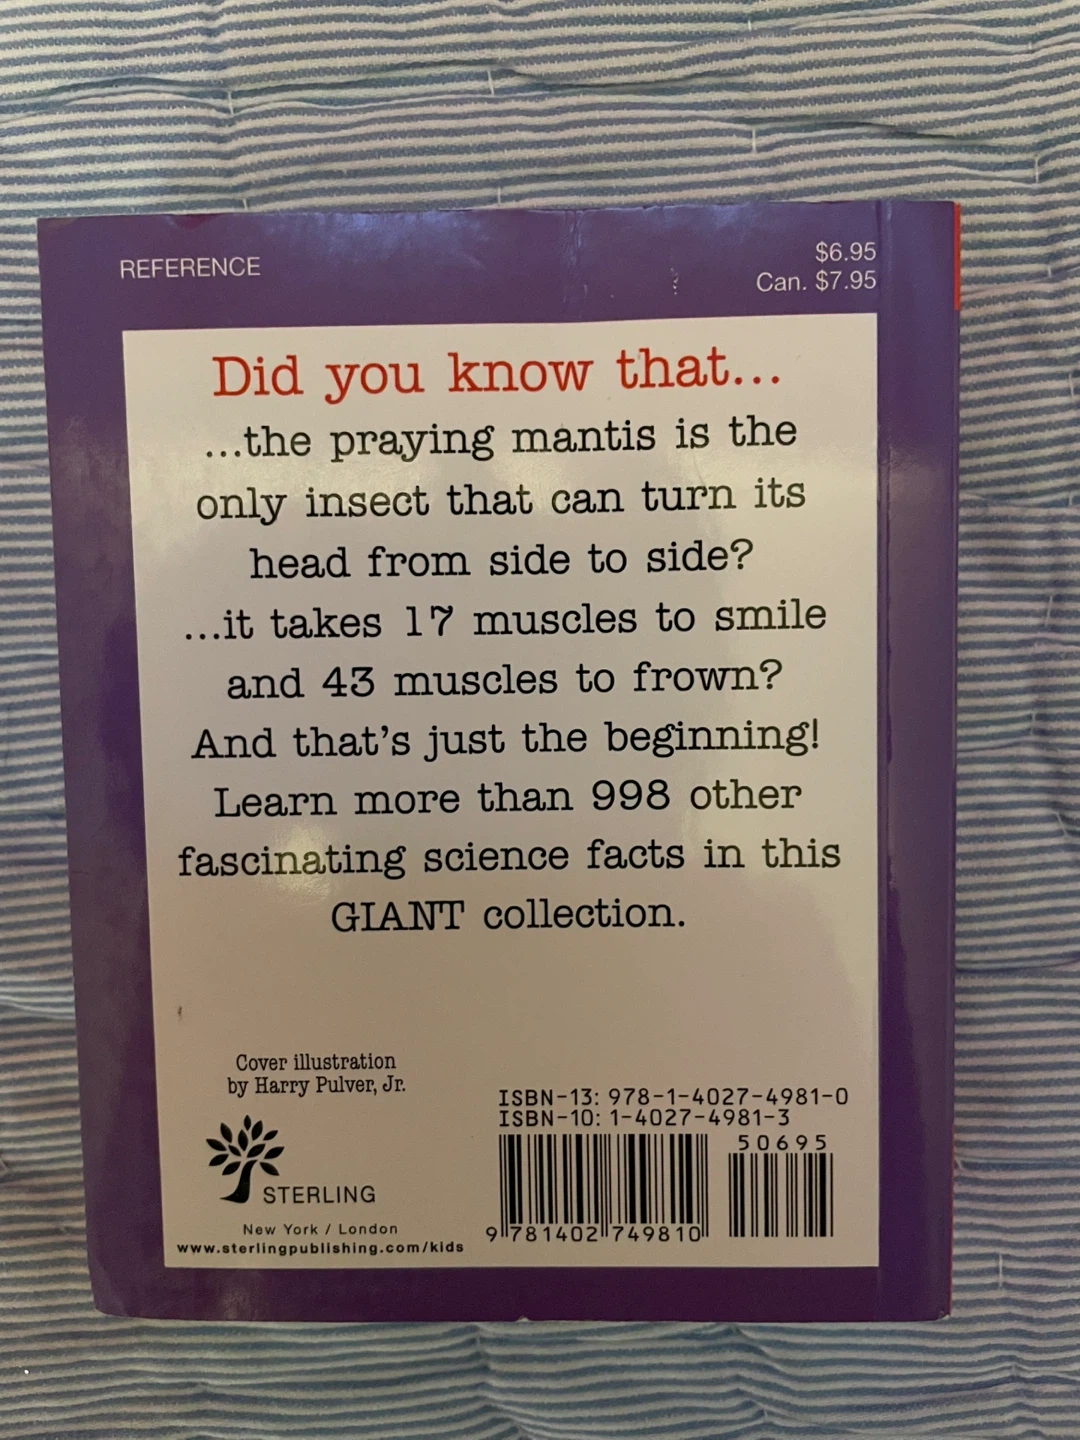 REFERENCE
$6.95
Can. $7.95
Did you know that...
...the praying mantis is the
only insect that can turn its
head from side to side?
...it takes 17 muscles to smile
and 43 muscles to frown?
And that's just the beginning!
Learn more than 998 other
fascinating science facts in this
GIANT collection.
Cover illustration
by Harry Pulver, Jr.
STERLING
New York / London
www.sterlingpublishing.com/kids
ISBN-13: 978-1-4027-4981-0
ISBN-10: 1-4027-4981-3
50695
9 781402 749810